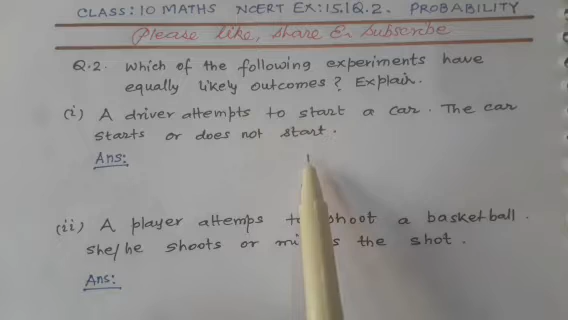 CLASS: 10 MATHS NCERT EX: 15.1 Q.2. PROBABILITY
Please like, share & Subscribe
Q.2. Which of the following experiments have
equally likely outcomes? Explain.
(i) A driver attempts to start a car. The car
starts or does not start.
Ans:
(ii) A player attemps to shoot a basketball.
She/he shoots or the shot.
Ans: